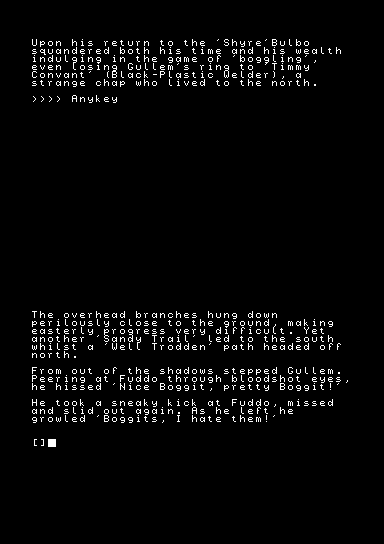 Upon his return to the 'Shyre'Bulbo
squandered both his time and his wealth
indulging in the game of 'boggling',
even losing Gullem's ring to 'Timmy
Convant' (Black-Plastic Welder), a
strange chap who lived to the north.
>>>> Anykey
The overhead branches hung down
perilously close to the ground, making
easterly progress very difficult. Yet
another 'Sandy Trail' led to the south
whilst a 'Well Trodden' path headed off
north.
From out of the shadows stepped Gullem.
Peering at Fuddo through bloodshot eyes,
he hissed 'Nice Boggit, pretty Boggit!'
He took a sneaky kick at Fuddo, missed
and slid out again. As he left he
growled 'Boggits, I hate them!'
[]